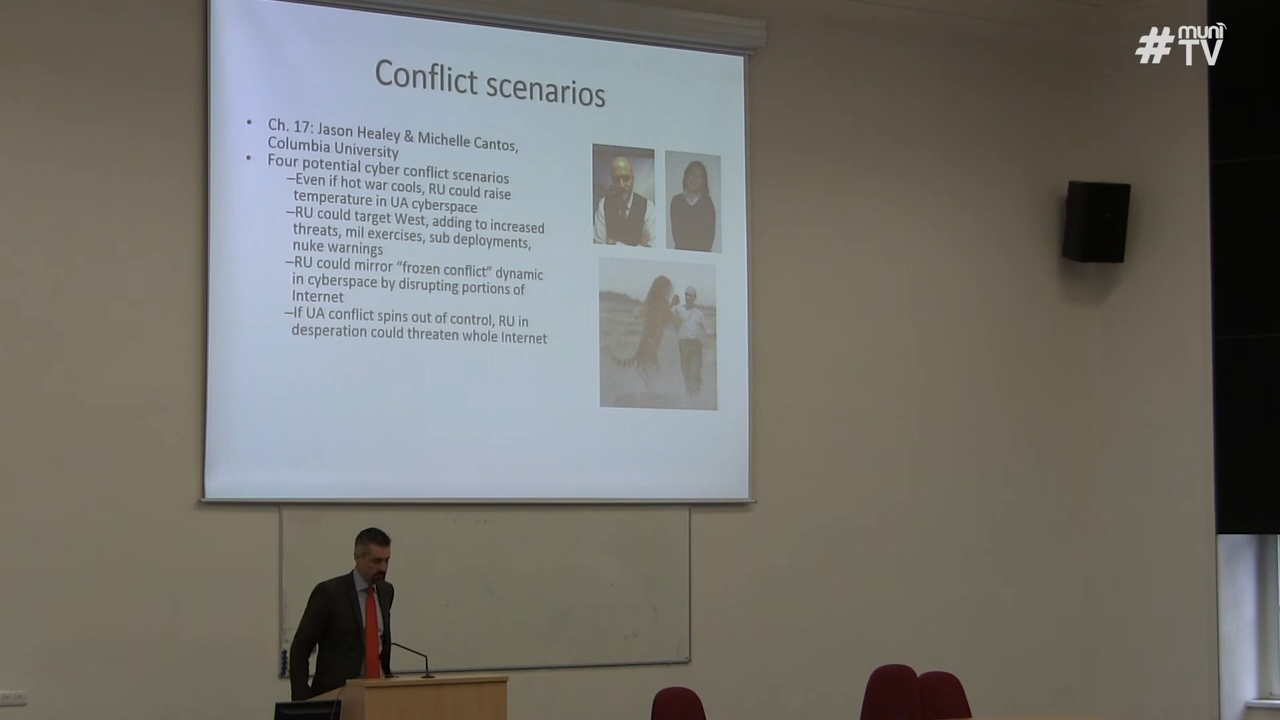 #muni TV
Conflict scenarios
• Ch. 17: Jason Healey & Michelle Cantos,
Columbia University
• Four potential cyber conflict scenarios
–Even if hot war cools, RU could raise
temperature in UA cyberspace
–RU could target West, adding to increased
threats, mil exercises, sub deployments,
nuke warnings
–RU could mirror “frozen conflict” dynamic
in cyberspace by disrupting portions of
Internet
–If UA conflict spins out of control, RU in
desperation could threaten whole Internet